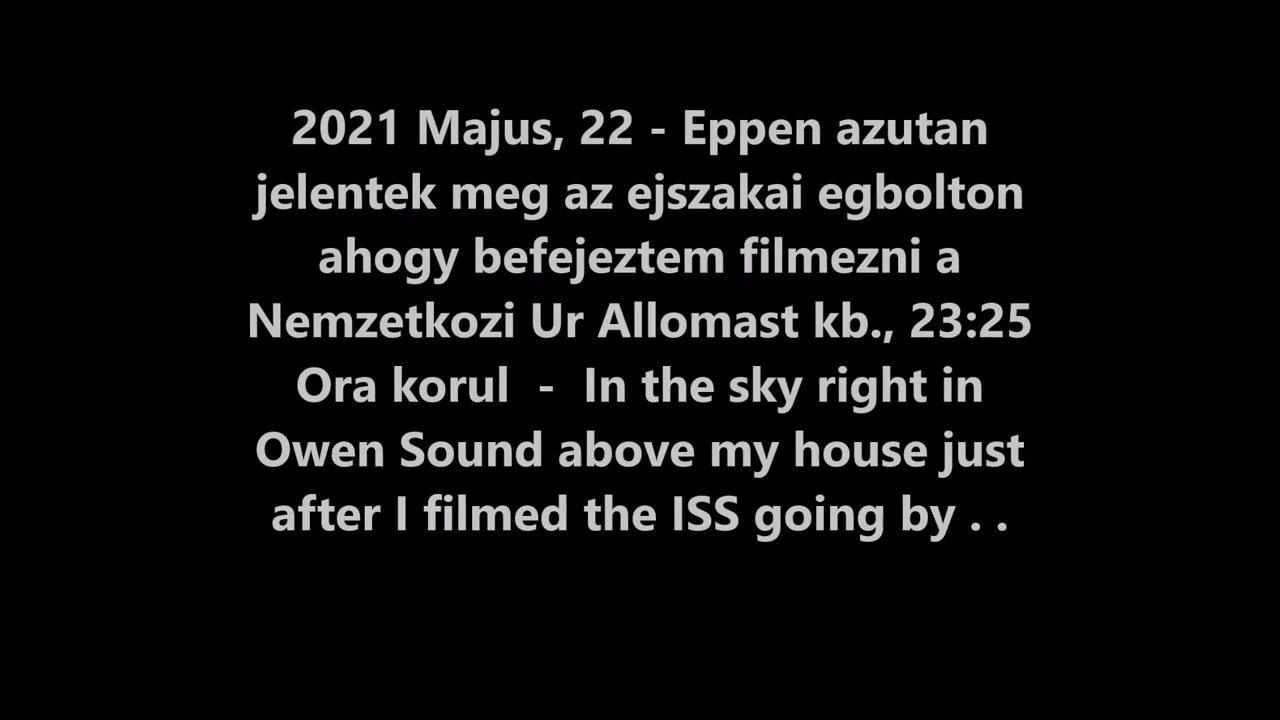 2021 Majus, 22 - Eppen azutan
jelentek meg az ejszakai egbolton
ahogy befejeztem filmezni a
Nemzetkozi Ur Allomast kb., 23:25
Ora korul  -  In the sky right in
Owen Sound above my house just
after I filmed the ISS going by . .